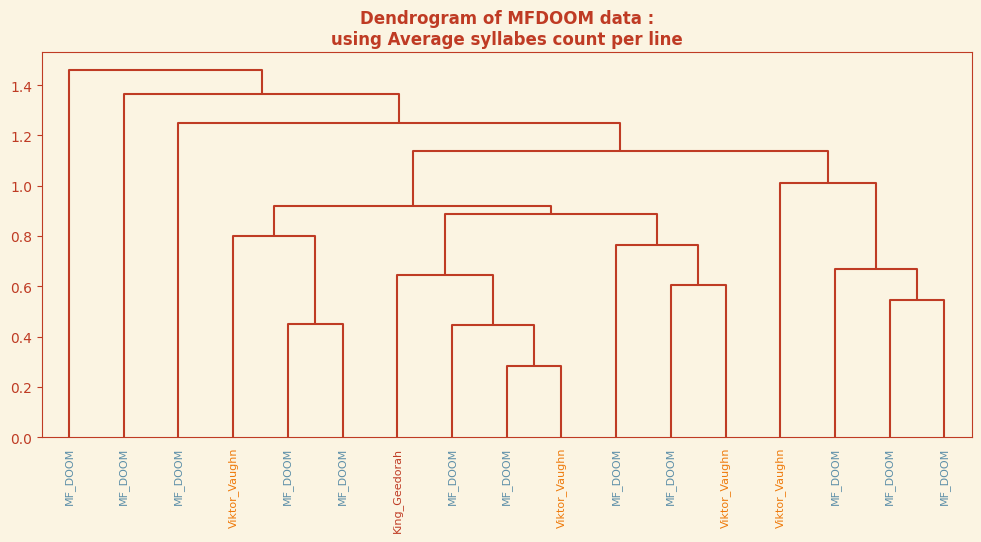 Dendrogram of MFDOOM data :
using Average syllabes count per line
1.4
1.2
1.0
0.8
0.6
0.4
0.2
0.0
MF_DOOM
MF_DOOM
MF_DOOM
Viktor_Vaughn
MF_DOOM
MF_DOOM
King_Geedorah
MF_DOOM
MF_DOOM
Viktor_Vaughn
MF_DOOM
MF_DOOM
Viktor_Vaughn
Viktor_Vaughn
MF_DOOM
MF_DOOM
MF_DOOM